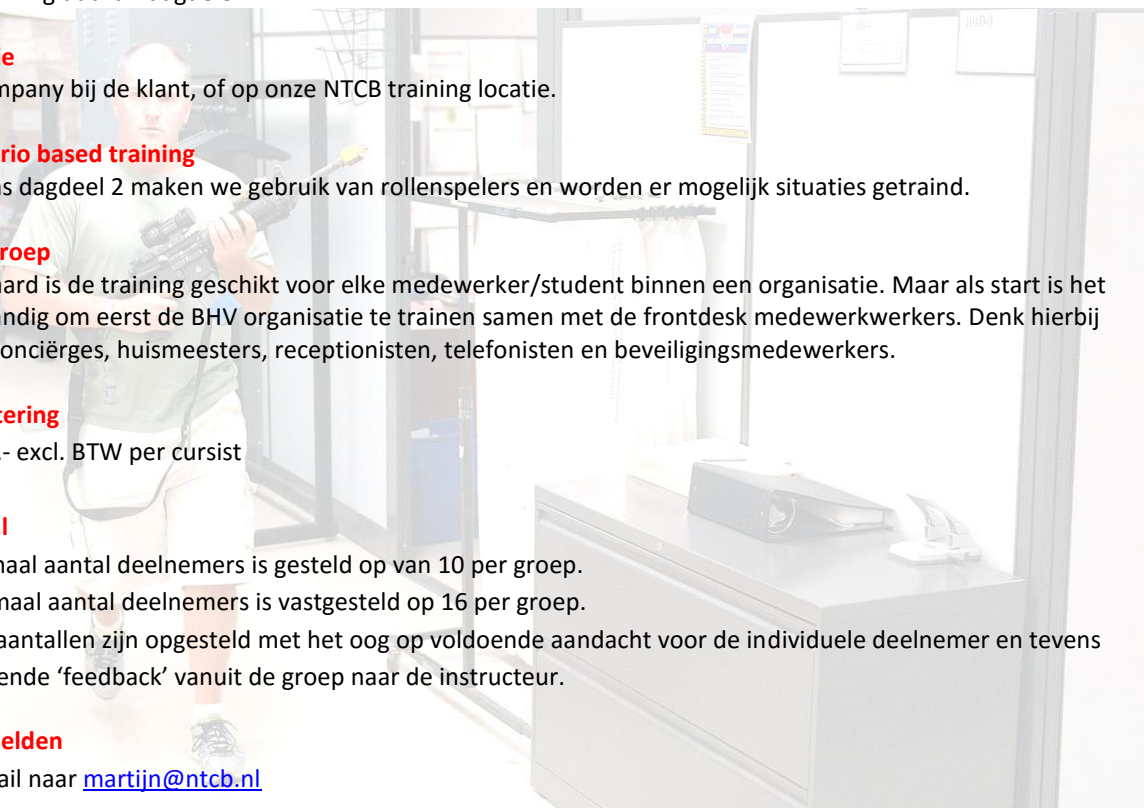 ie
mpany bij de klant, of op onze NTCB training locatie.
rio based training
ns dagdeel 2 maken we gebruik van rollenspelers en worden er mogelijk situaties getraind.
roep
ard is de training geschikt voor elke medewerker/student binnen een organisatie. Maar als start is het
andig om eerst de BHV organisatie te trainen samen met de frontdesk medewerkwerkers. Denk hierbij
onciërges, huismeesters, receptionisten, telefonisten en beveiligingsmedewerkers.
tering
,- excl. BTW per cursist
l
maal aantal deelnemers is gesteld op van 10 per groep.
maal aantal deelnemers is vastgesteld op 16 per groep.
aantallen zijn opgesteld met het oog op voldoende aandacht voor de individuele deelnemer en tevens
ende ‘feedback’ vanuit de groep naar de instructeur.
elden
ail naar martijn@ntcb.nl